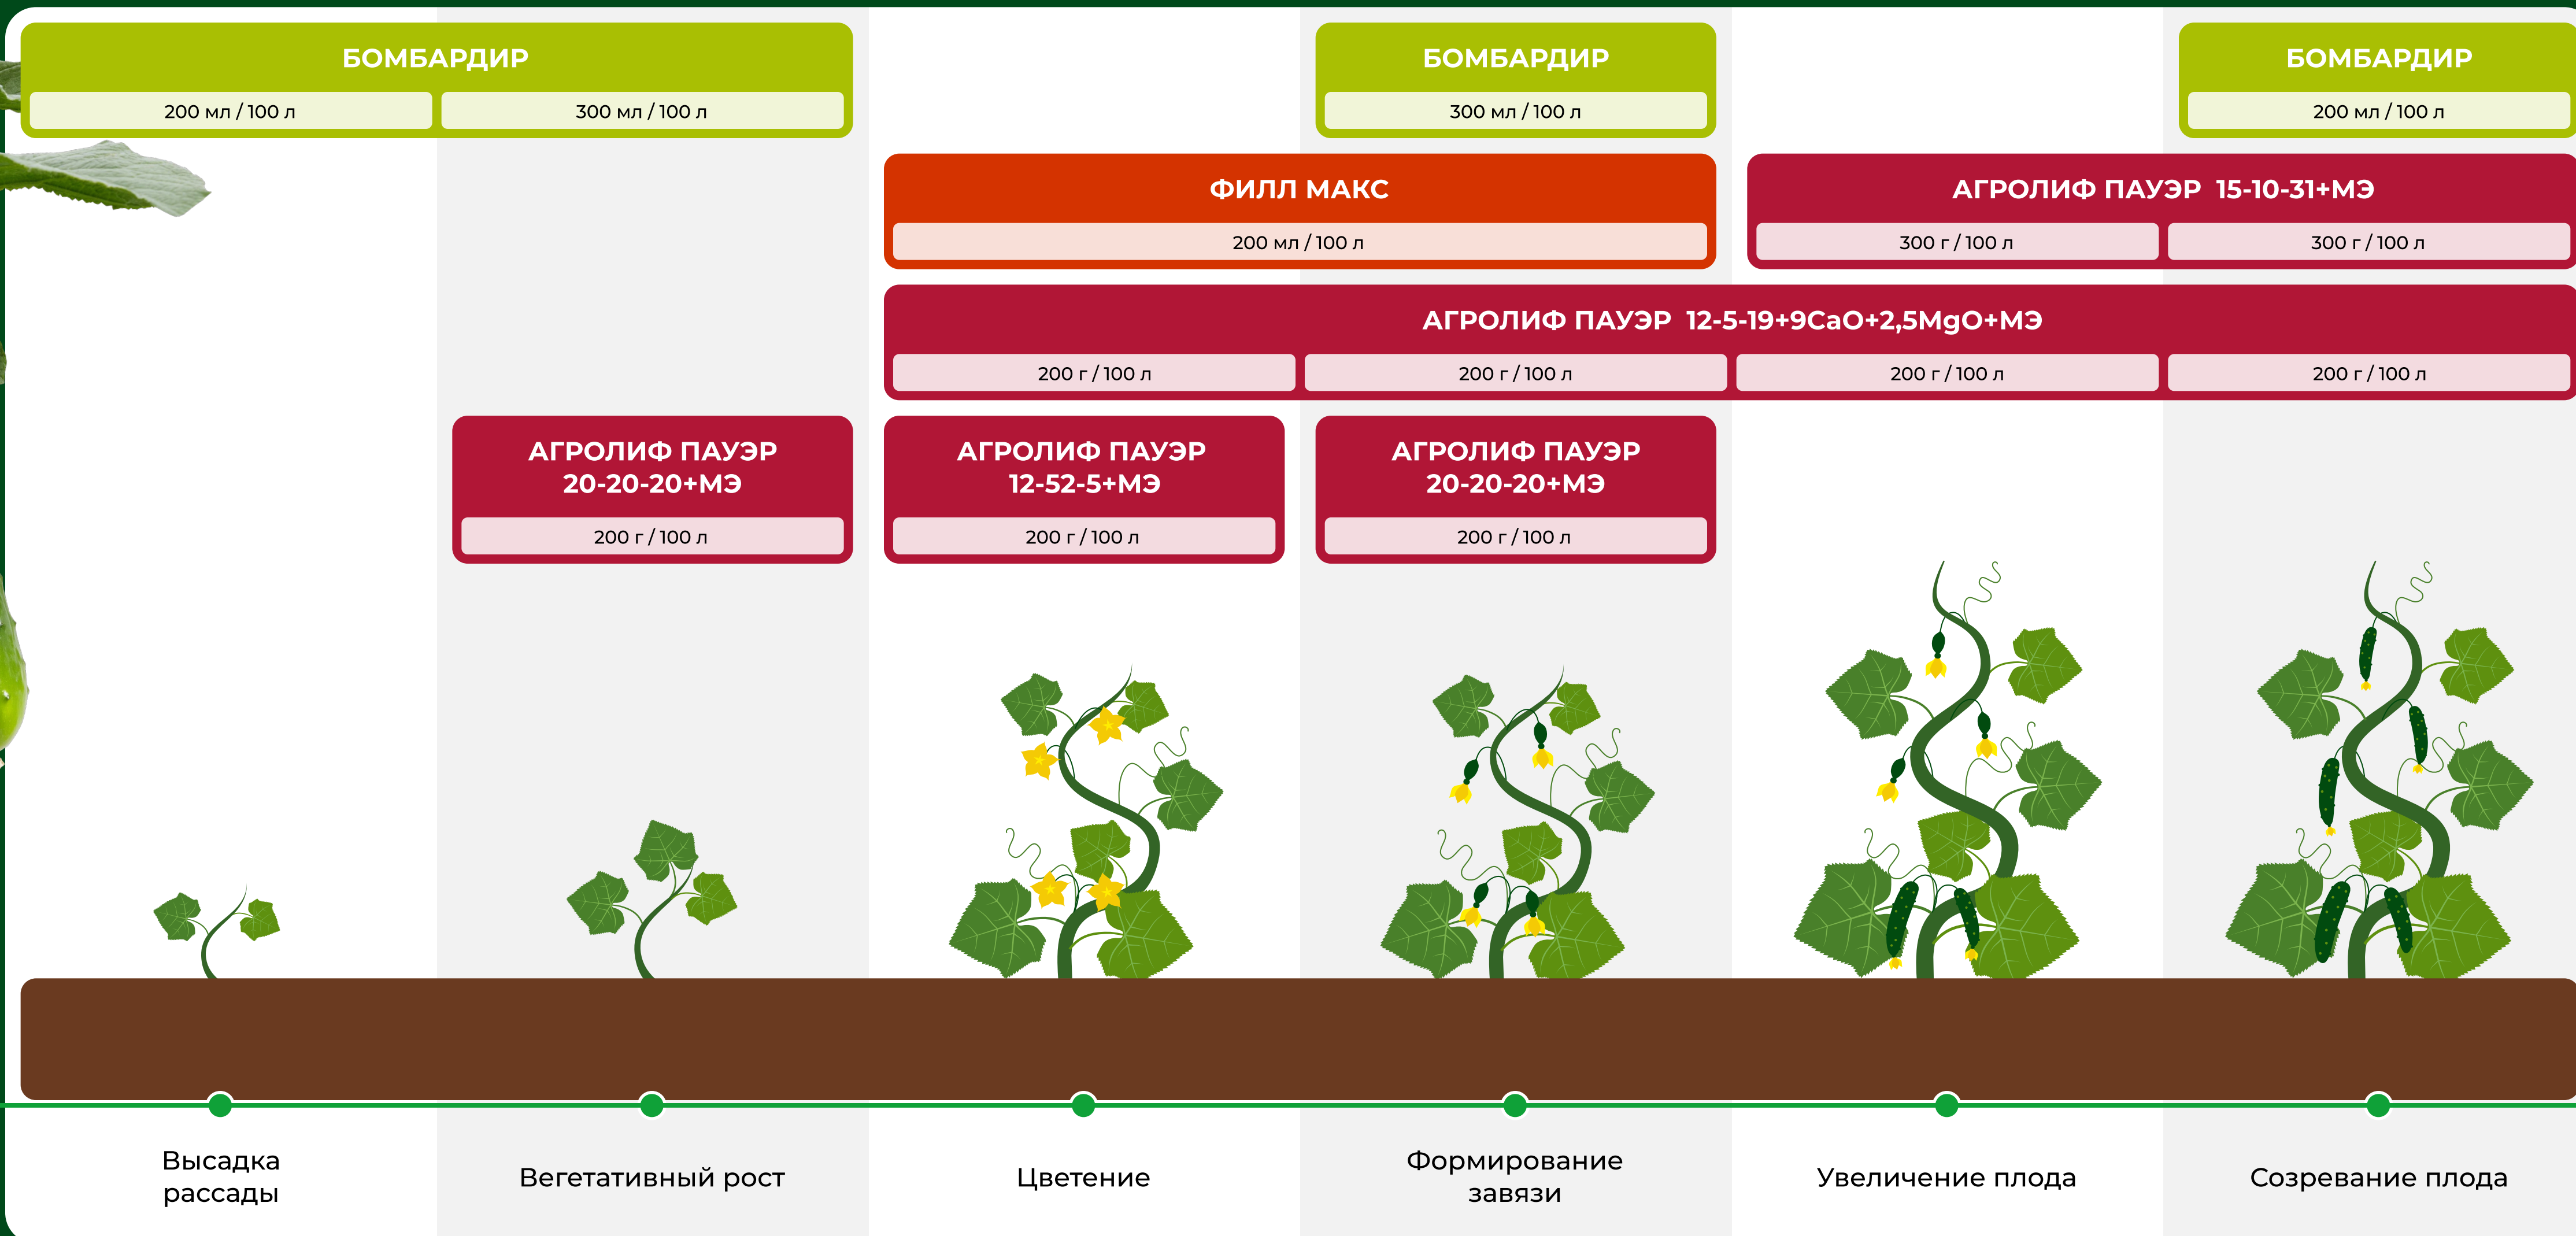 БОМБАРДИР
200 мл / 100 л
300 мл / 100 л
БОМБАРДИР
300 мл / 100 л
БОМБАРДИР
200 мл / 100 л
ФИЛЛ МАКС
200 мл / 100 л
АГРОЛИФ ПАУЭР 15-10-31+МЭ
300 г / 100 л
300 г / 100 л
АГРОЛИФ ПАУЭР 12-5-19+9CaO+2,5MgO+МЭ
200 г / 100 л
200 г / 100 л
200 г / 100 л
200 г / 100 л
АГРОЛИФ ПАУЭР
20-20-20+МЭ
200 г / 100 л
АГРОЛИФ ПАУЭР
12-52-5+МЭ
200 г / 100 л
АГРОЛИФ ПАУЭР
20-20-20+МЭ
200 г / 100 л
Высадка
рассады
Вегетативный рост
Цветение
Формирование
завязи
Увеличение плода
Созревание плода